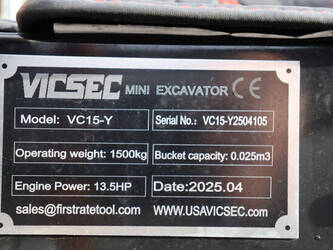 VICSEC MINI EXCAVATOR CE
Model: VC15-Y Serial No.: VC15-Y2504105
Operating weight: 1500kg Bucket capacity: 0.025m3
Engine Power: 13.5HP Date:2025.04
sales@firstratetool.com www.USAVICSEC.com